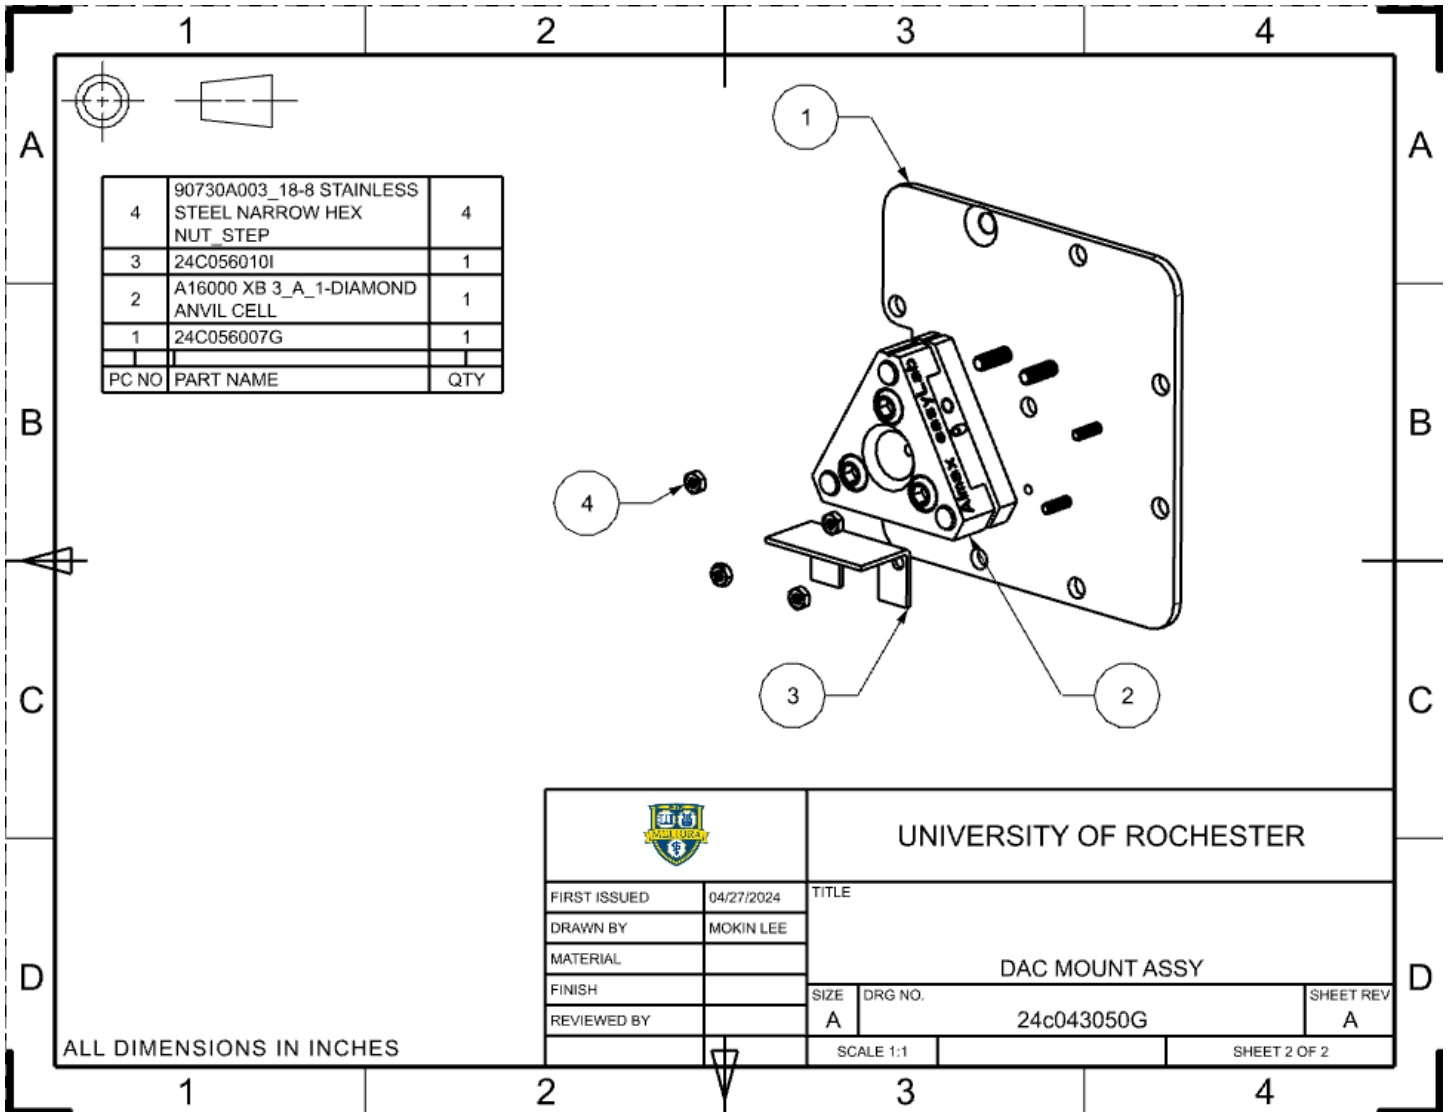 1 2 3 4
A A
B B
C C
D D
1 2 3 4
4 90730A003_18-8 STAINLESS STEEL NARROW HEX NUT_STEP 4
3 24C056010I 1
2 A16000 XB 3_A_1-DIAMOND ANVIL CELL 1
1 24C056007G 1
PC NO PART NAME QTY
1
4
3
2
easyLab
Almax
MELIORA
UNIVERSITY OF ROCHESTER
FIRST ISSUED 04/27/2024
DRAWN BY MOKIN LEE
MATERIAL
FINISH
REVIEWED BY
TITLE
DAC MOUNT ASSY
SIZE A
DRG NO. 24c043050G
SHEET REV A
SCALE 1:1
SHEET 2 OF 2
ALL DIMENSIONS IN INCHES